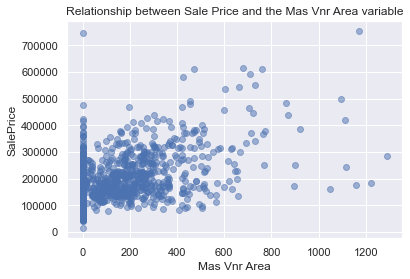 Relationship between Sale Price and the Mas Vnr Area variable
700000
600000
500000
400000
300000
200000
100000
0
SalePrice
0 200 400 600 800 1000 1200
Mas Vnr Area